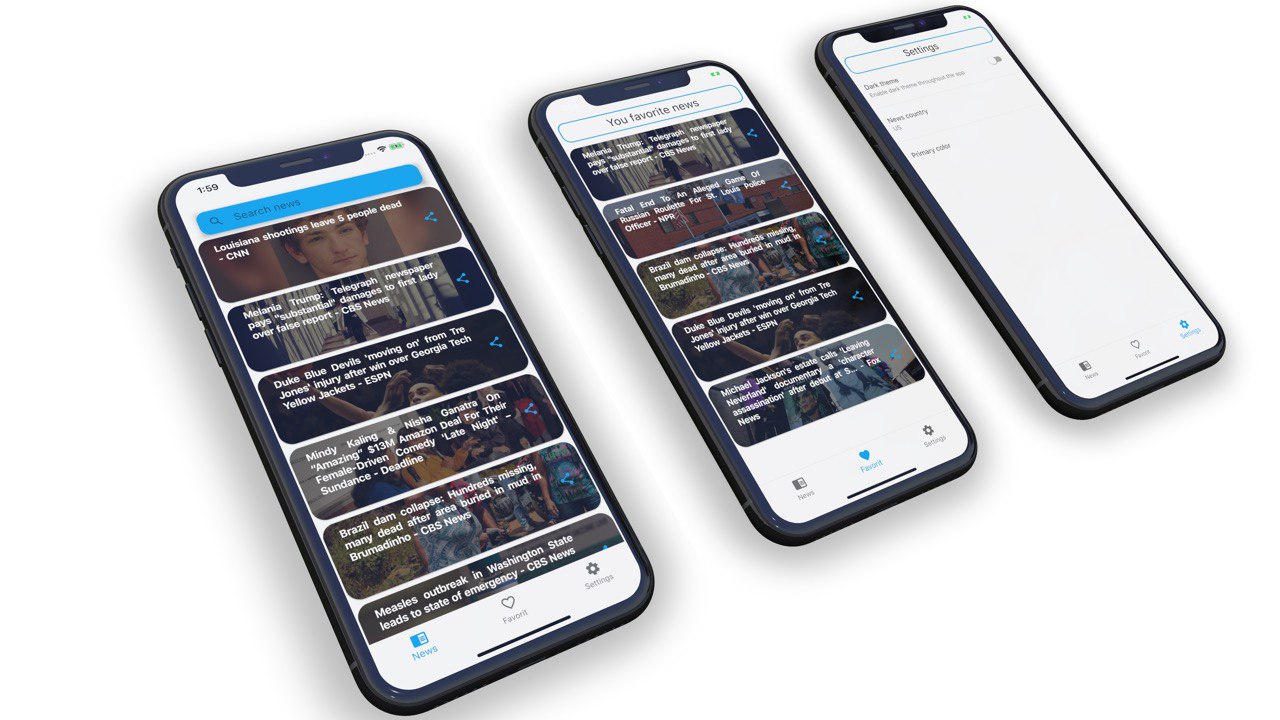 1:59
Search news
Louisiana shootings leave 5 people dead
- CNN
Melania Trump: Telegraph newspaper
pays "substantial" damages to first lady
over false report - CBS News
Duke Blue Devils 'moving on' from Tre
Jones' injury after win over Georgia Tech
Yellow Jackets - ESPN
Mindy Kaling & Nisha Ganatra On
"Amazing" $13M Amazon Deal For Their
Female-Driven Comedy 'Late Night' –
Sundance - Deadline
Brazil dam collapse: Hundreds missing,
many dead after area buried in mud in
Brumadinho - CBS News
Measles outbreak in Washington State
leads to state of emergency - CBS News
News
Favorit
Settings
You favorite news
Melania Trump: Telegraph newspaper
pays "substantial" damages to first lady
over false report - CBS News
Fatal End To An Alleged Game Of
Russian Roulette For St. Louis Police
Officer - NPR
Brazil dam collapse: Hundreds missing,
many dead after area buried in mud in
Brumadinho - CBS News
Duke Blue Devils 'moving on' from Tre
Jones' injury after win over Georgia Tech
Yellow Jackets - ESPN
Michael Jackson's estate calls 'Leaving
Neverland' documentary a 'character
assassination' after debut at S... - Fox
News
News
Favorit
Settings
Settings
Dark theme
Enable dark theme throughout the app
News country
US
Primary color
News
Favorit
Settings